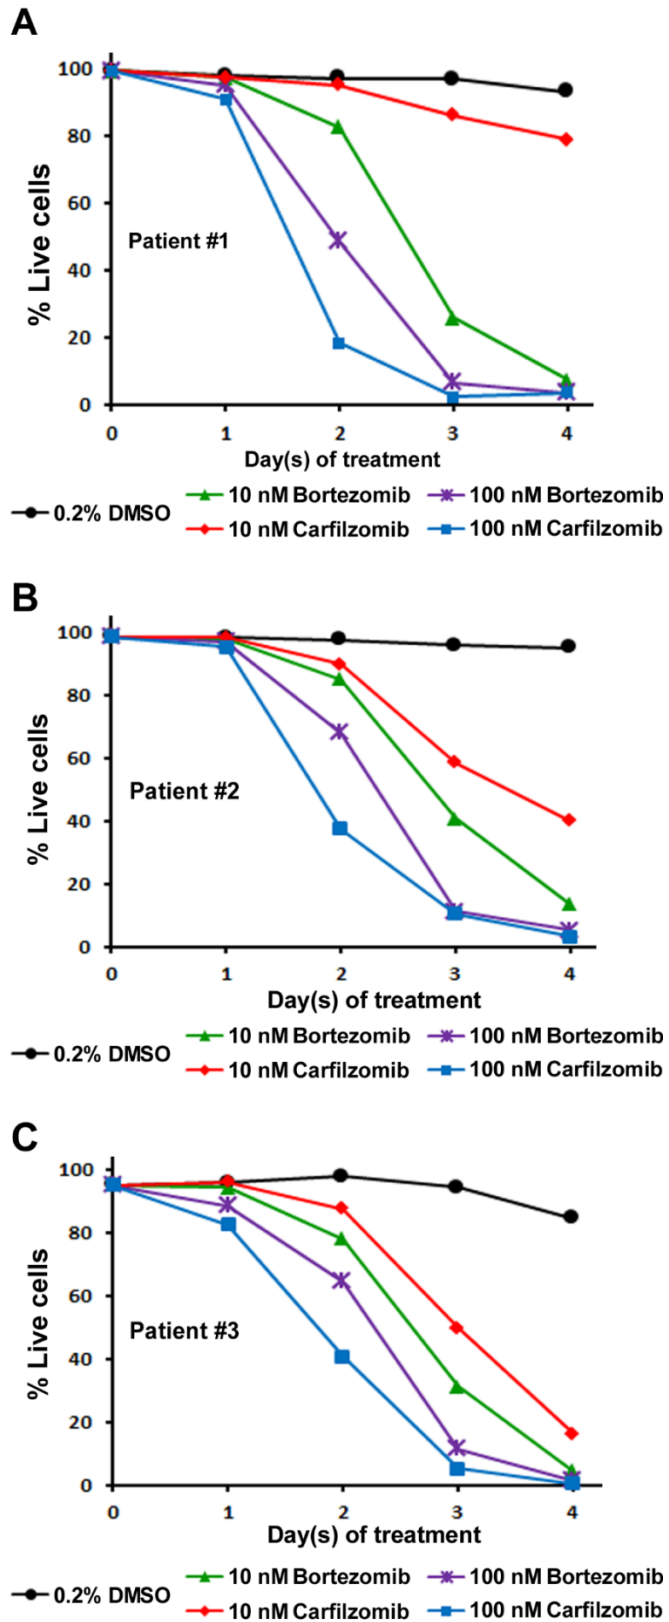 A
100
80
60
40
20
0
% Live cells
Patient #1
0 1 2 3 4
Day(s) of treatment
0.2% DMSO
10 nM Bortezomib
100 nM Bortezomib
10 nM Carfilzomib
100 nM Carfilzomib
B
100
80
60
40
20
0
% Live cells
Patient #2
0 1 2 3 4
Day(s) of treatment
0.2% DMSO
10 nM Bortezomib
100 nM Bortezomib
10 nM Carfilzomib
100 nM Carfilzomib
C
100
80
60
40
20
0
% Live cells
Patient #3
0 1 2 3 4
Day(s) of treatment
0.2% DMSO
10 nM Bortezomib
100 nM Bortezomib
10 nM Carfilzomib
100 nM Carfilzomib